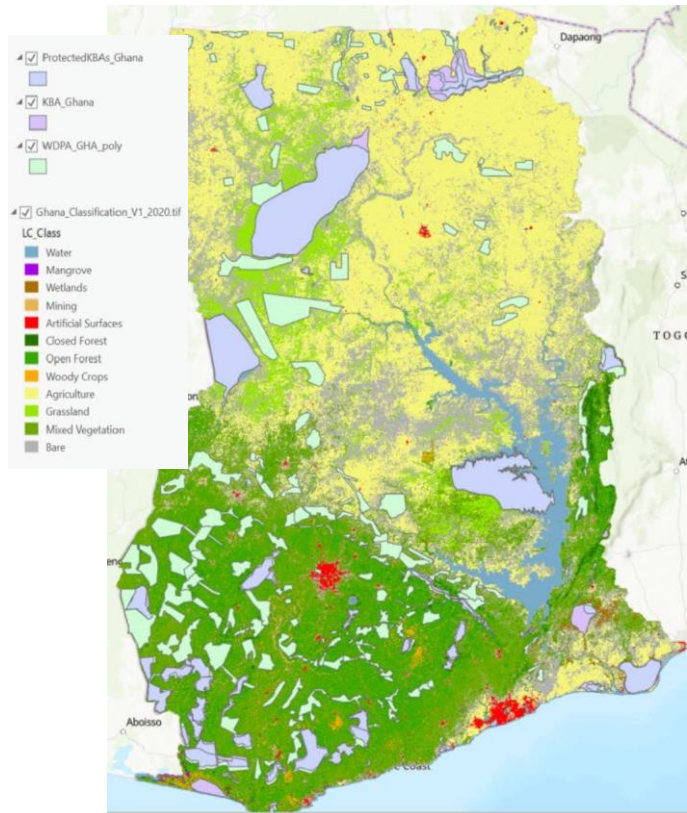 ProtectedKBAs_Ghana
KBA_Ghana
WDPA_GHA_poly
Ghana_Classification_V1_2020.tif
LC_Class
Water
Mangrove
Wetlands
Mining
Artificial Surfaces
Closed Forest
Open Forest
Woody Crops
Agriculture
Grassland
Mixed Vegetation
Bare
Dapaong
TOGO
Aboisso
Coast